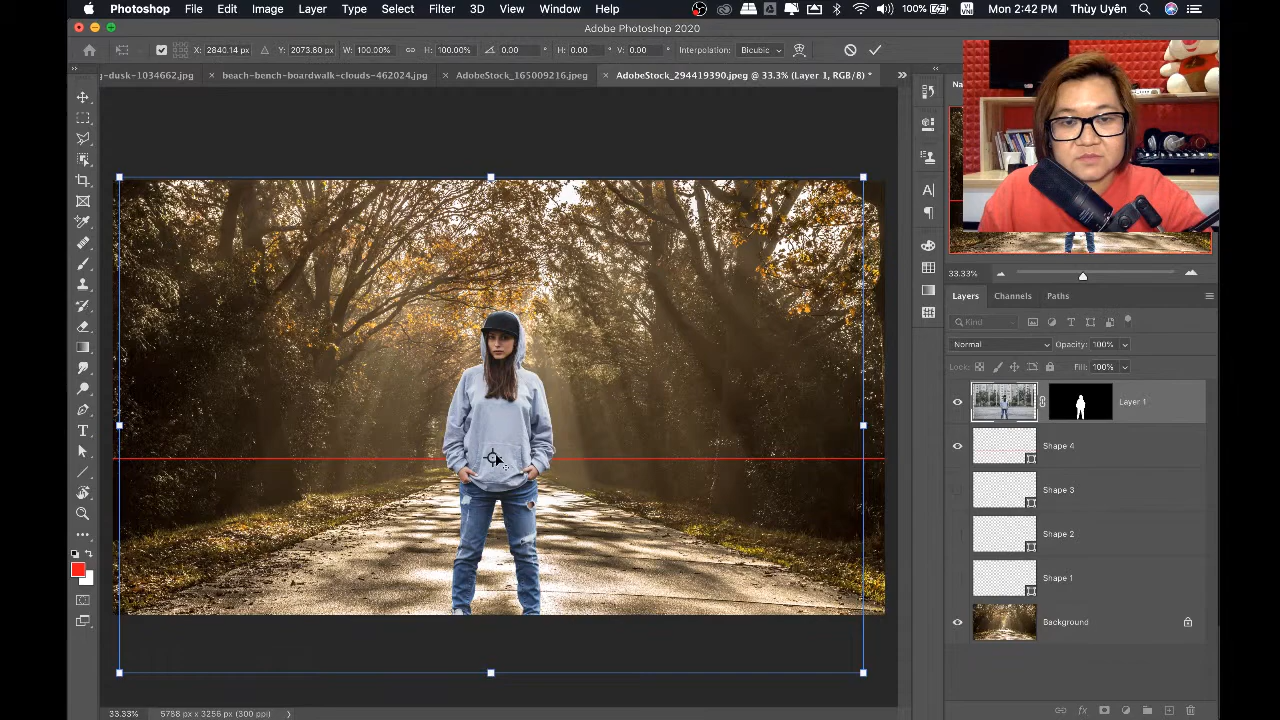 Photoshop File Edit Image Layer Type Select Filter 3D View Window Help 100% VI VNI Mon 2:42 PM Thùy Uyên
Adobe Photoshop 2020
X: 2840.14 px Y: 2073.60 px W: 100.00% H: 100.00% 0.00 ° H: 0.00 ° V: 0.00 ° Interpolation: Bicubic
j-dusk-1034662.jpg × beach-bench-boardwalk-clouds-462024.jpg × AdobeStock_165009216.jpeg × AdobeStock_294419390.jpeg @ 33.3% (Layer 1, RGB/8) * »
33.33%
Layers Channels Paths
Kind
Normal Opacity: 100%
Lock: Fill: 100%
Layer 1
Shape 4
Shape 3
Shape 2
Shape 1
Background
33.33% 5788 px x 3256 px (300 ppi)